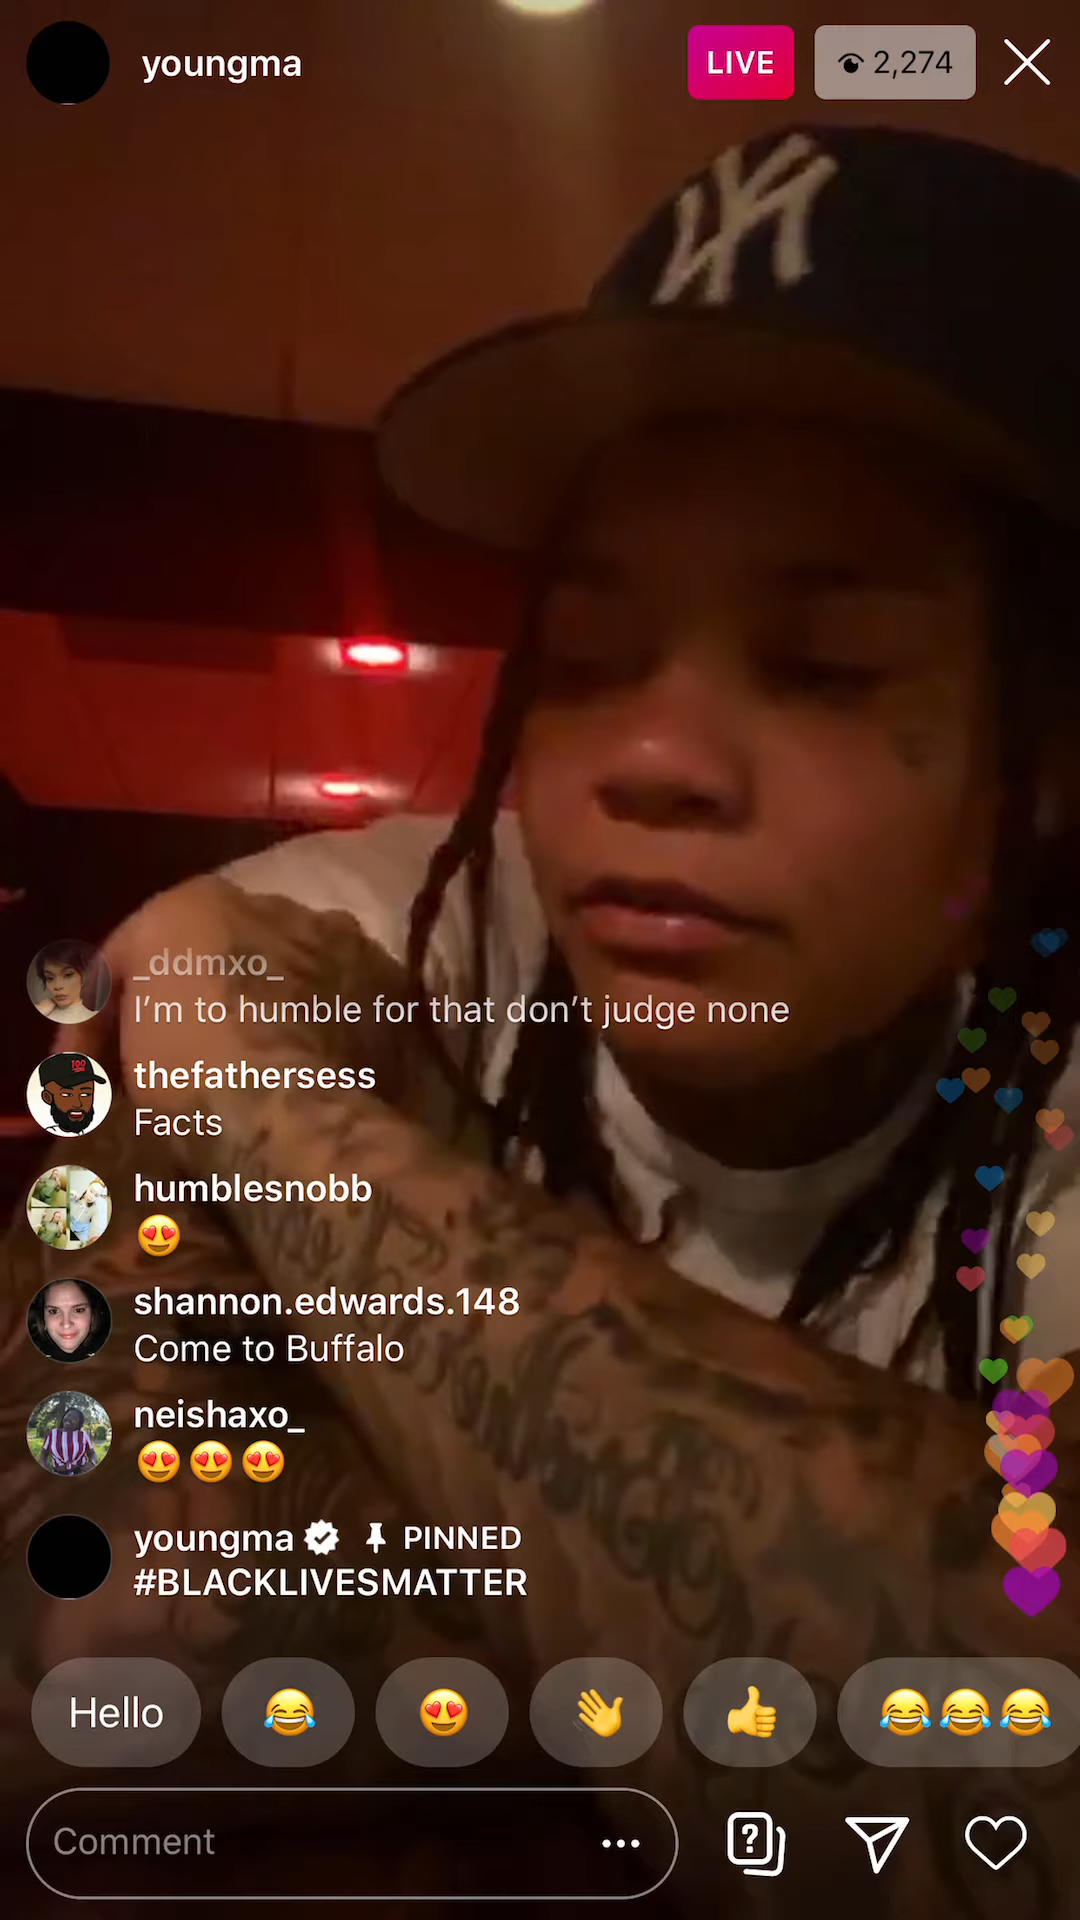 youngma
LIVE
2,274
NY
_ddmxo_
I’m to humble for that don’t judge none
thefathersess
Facts
humblesnobb
😍
shannon.edwards.148
Come to Buffalo
neishaxo_
😍😍😍
youngma PINNED
#BLACKLIVESMATTER
Hello 😂 😍 👋 👍 😂😂😂
Comment